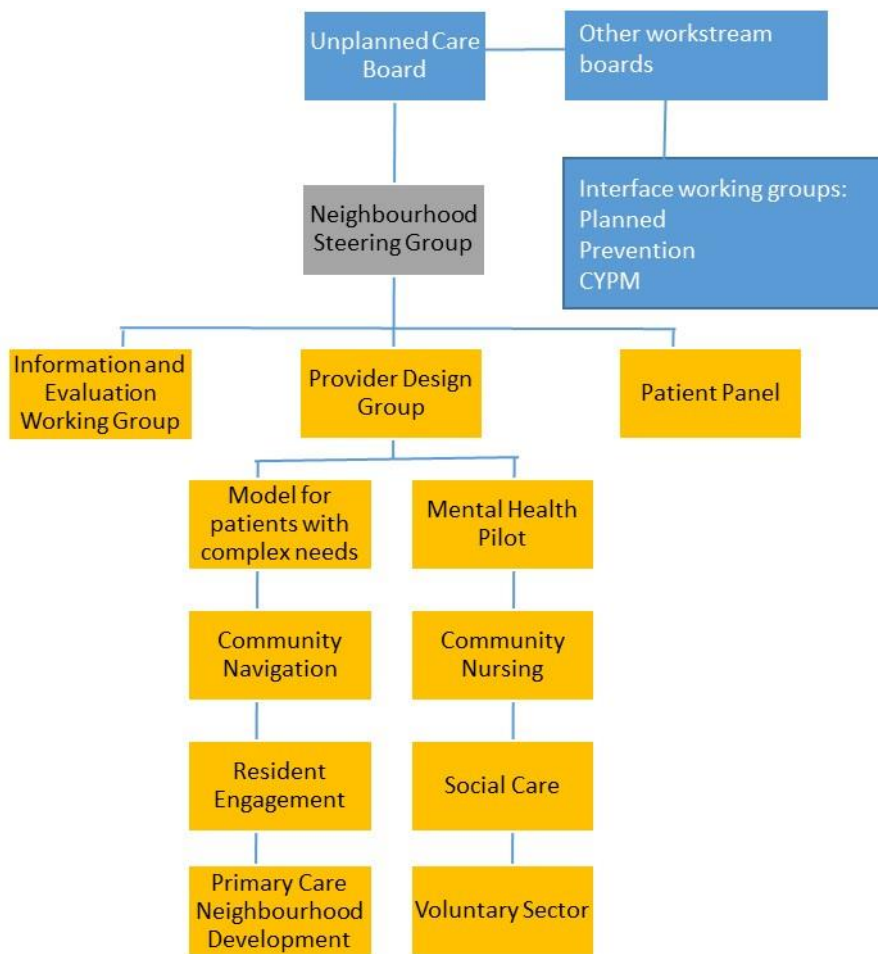 Unplanned Care
Board
Other workstream
boards
Interface working groups:
Planned
Prevention
CYPM
Neighbourhood
Steering Group
Information and
Evaluation
Working Group
Provider Design
Group
Patient Panel
Model for
patients with
complex needs
Mental Health
Pilot
Community
Navigation
Community
Nursing
Resident
Engagement
Social Care
Primary Care
Neighbourhood
Development
Voluntary Sector